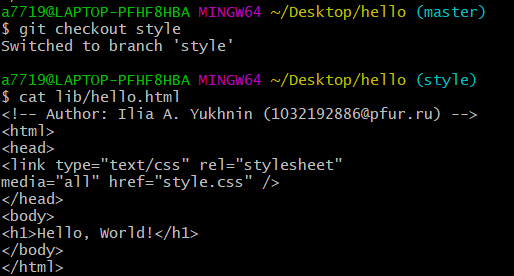 a7719@LAPTOP-PFHF8HBA MINGW64 ~/Desktop/hello (master)
$ git checkout style
Switched to branch 'style'
a7719@LAPTOP-PFHF8HBA MINGW64 ~/Desktop/hello (style)
$ cat lib/hello.html
<!-- Author: Ilia A. Yukhnin (1032192886@pfur.ru) -->
<html>
<head>
<link type="text/css" rel="stylesheet"
media="all" href="style.css" />
</head>
<body>
<h1>Hello, World!</h1>
</body>
</html>